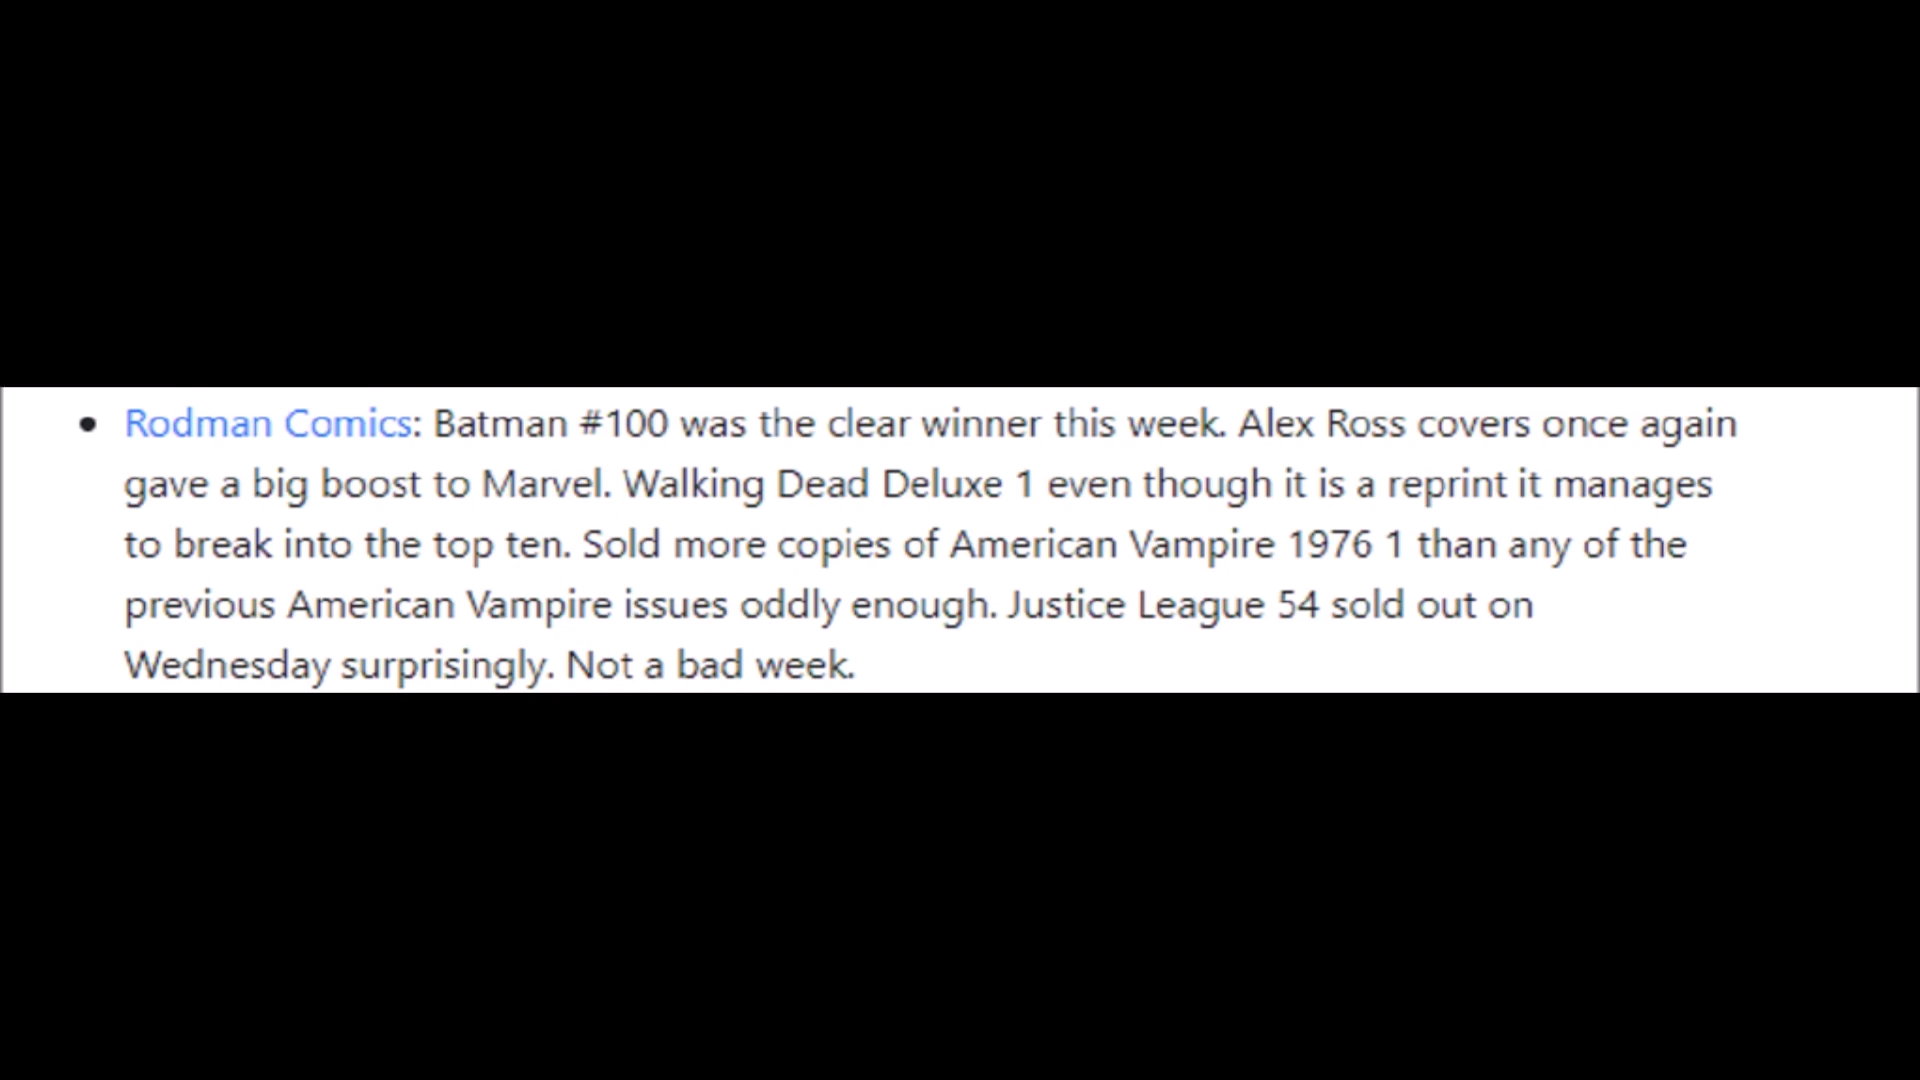 • Rodman Comics: Batman #100 was the clear winner this week. Alex Ross covers once again
gave a big boost to Marvel. Walking Dead Deluxe 1 even though it is a reprint it manages
to break into the top ten. Sold more copies of American Vampire 1976 1 than any of the
previous American Vampire issues oddly enough. Justice League 54 sold out on
Wednesday surprisingly. Not a bad week.